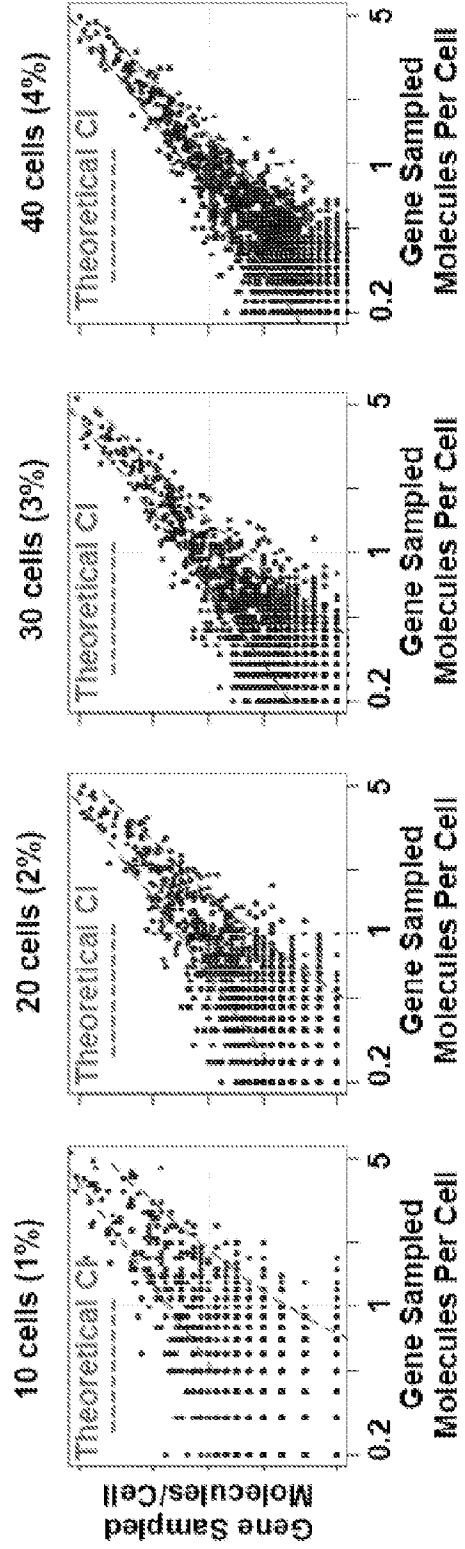 10 cells (1%)
20 cells (2%)
30 cells (3%)
40 cells (4%)
Gene Sampled
Molecules/Cell
Theoretical CI
0.2 1 5
Gene Sampled
Molecules Per Cell
Theoretical CI
0.2 1 5
Gene Sampled
Molecules Per Cell
Theoretical CI
0.2 1 5
Gene Sampled
Molecules Per Cell
Theoretical CI
0.2 1 5
Gene Sampled
Molecules Per Cell